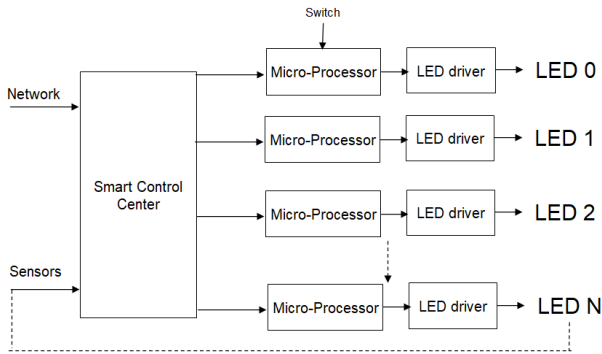 Switch
Micro-Processor
LED driver
LED 0
Network
Micro-Processor
LED driver
LED 1
Smart Control
Center
Micro-Processor
LED driver
LED 2
Sensors
Micro-Processor
LED driver
LED N